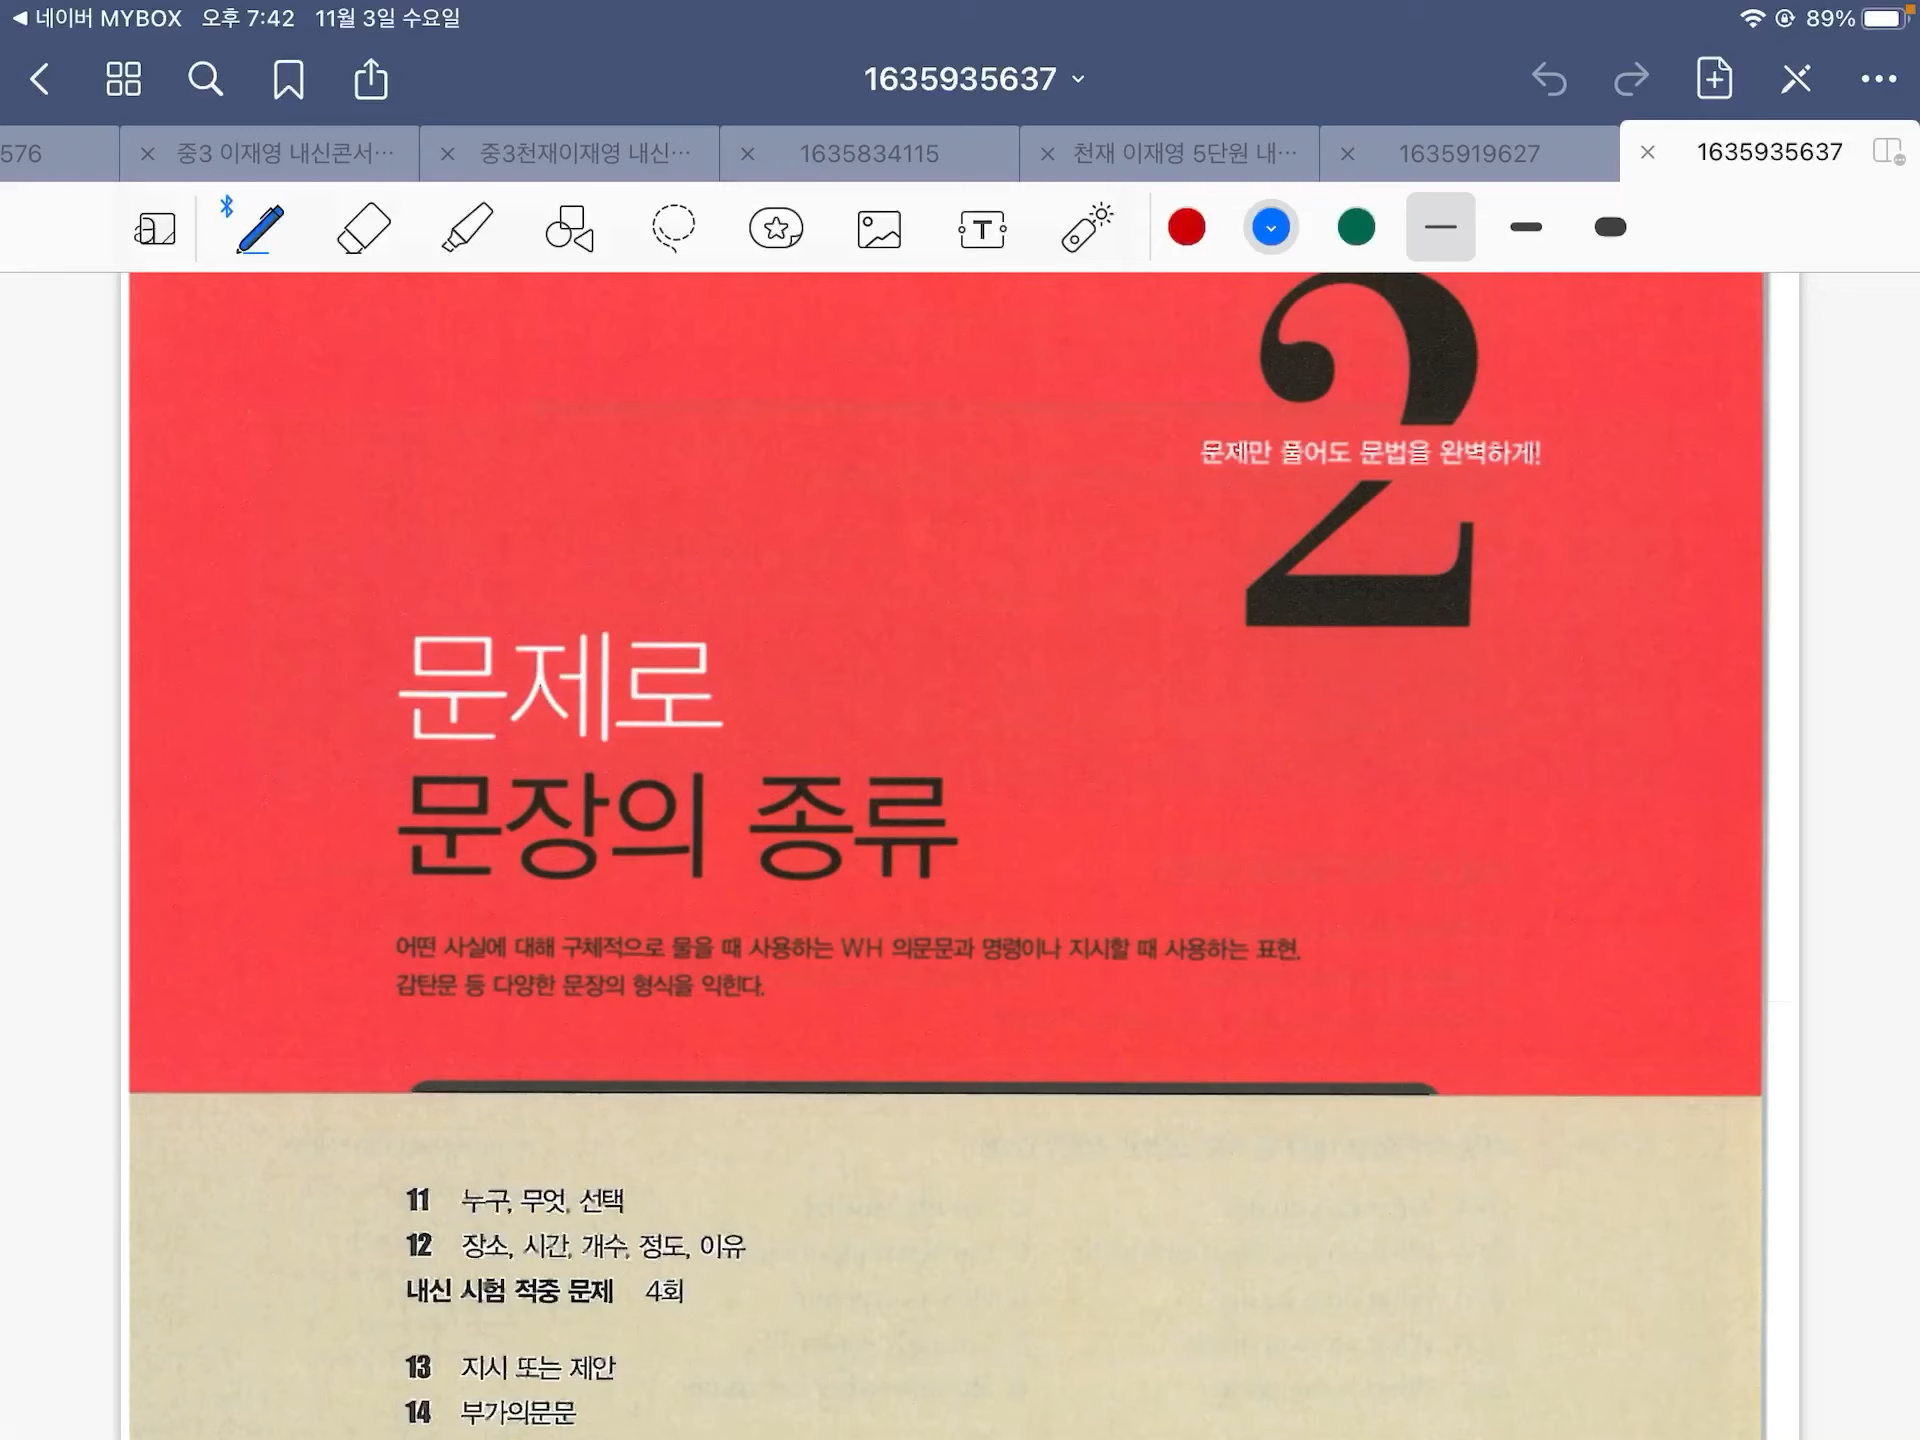 ◀ 네이버 MYBOX 오후 7:42 11월 3일 수요일 89%
1635935637
576 중3 이재영 내신콘서… 중3천재이재영 내신… 1635834115 천재 이재영 5단원 내… 1635919627 1635935637
2
문제만 풀어도 문법을 완벽하게!
문제로
문장의 종류
어떤 사실에 대해 구체적으로 물을 때 사용하는 WH 의문문과 명령이나 지시할 때 사용하는 표현.
감탄문 등 다양한 문장의 형식을 익힌다.
11 누구, 무엇, 선택
12 장소, 시간, 개수, 정도, 이유
내신 시험 적중 문제 4회
13 지시 또는 제안
14 부가의문문